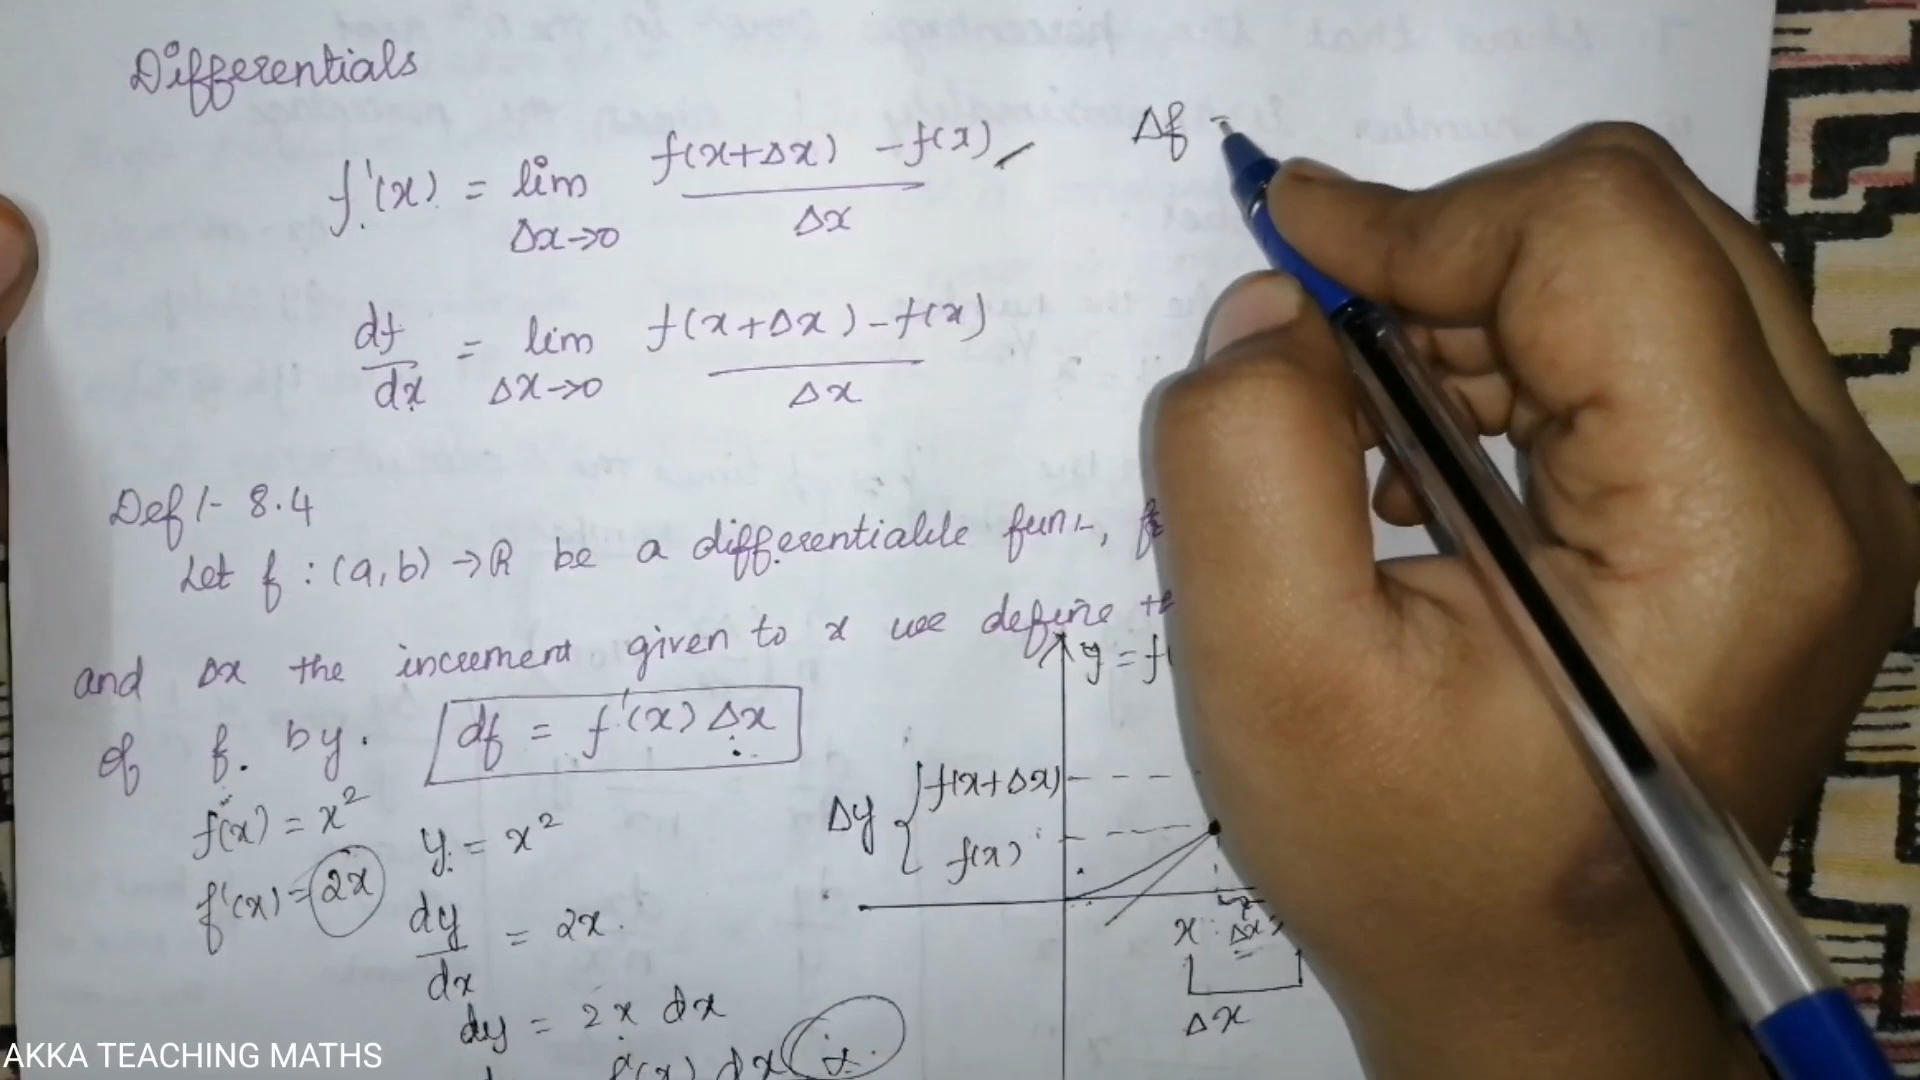 Differentials
Δf =
f'(x) = lim Δx→0 f(x+Δx) - f(x) / Δx
df/dx = lim Δx→0 f(x+Δx) - f(x) / Δx
Def/- 8.4
Let f : (a,b) → R be a differentiable fun-,
and Δx the increment given to x we define
of f. by. df = f'(x) Δx
y = f(
f(x) = x²
y = x²
f'(x) = 2x
dy/dx = 2x.
dy = 2x dx
(x) dx
x.
Δy { f(x+Δx)
f(x)
x Δx
Δx
AKKA TEACHING MATHS